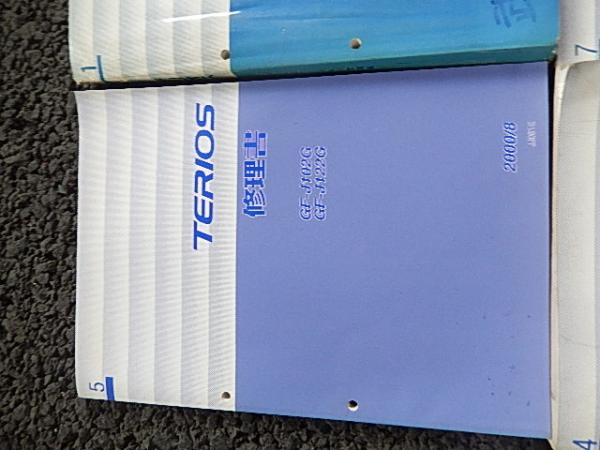 TERIOS
修理書
GF-J102G
GF-J122G
2000/8
5
1
7
4